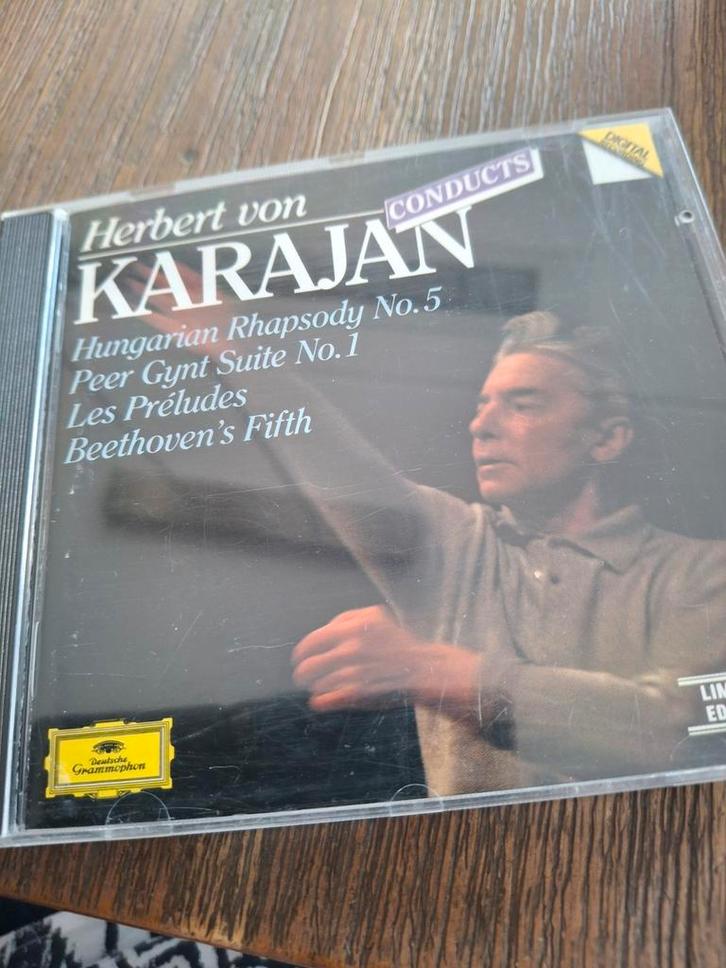 DIGITAL
CONDUCTS
Herbert von
KARAJAN
Hungarian Rhapsody No. 5
Peer Gynt Suite No. 1
Les Préludes
Beethoven's Fifth
LIM
ED
Deutsche
Grammophon